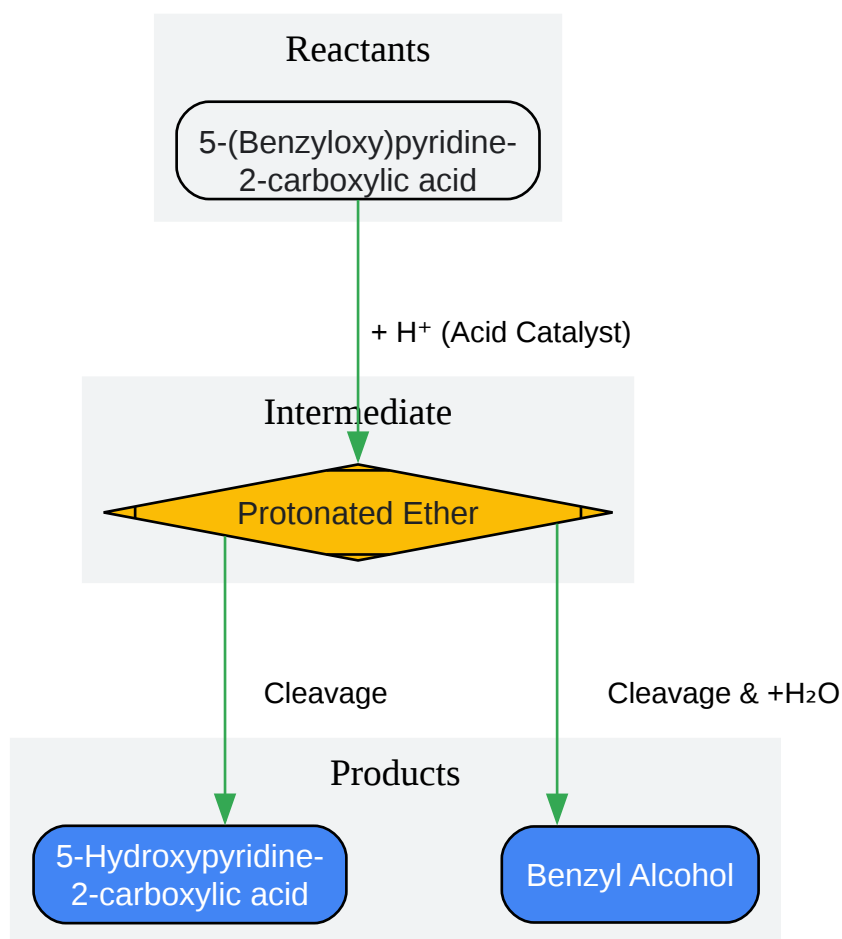 Reactants
5-(Benzyloxy)pyridine-
2-carboxylic acid
+ H⁺ (Acid Catalyst)
Intermediate
Protonated Ether
Cleavage
Cleavage & +H₂O
Products
5-Hydroxypyridine-
2-carboxylic acid
Benzyl Alcohol